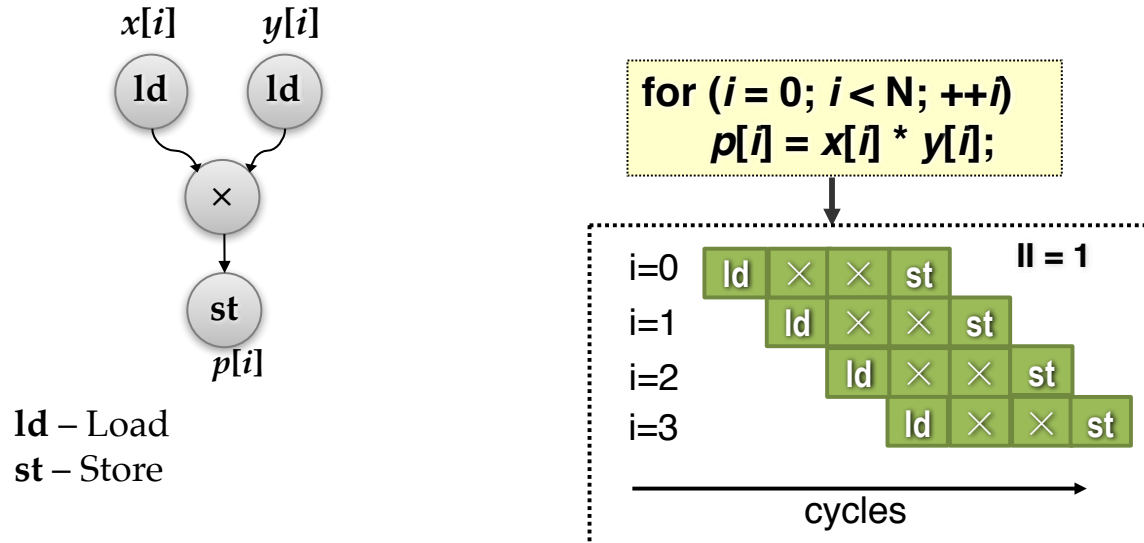 x[i] y[i]
ld ld
×
st
p[i]
ld – Load
st – Store
for (i = 0; i < N; ++i)
p[i] = x[i] * y[i];
II = 1
i=0 ld × × st
i=1 ld × × st
i=2 ld × × st
i=3 ld × × st
cycles